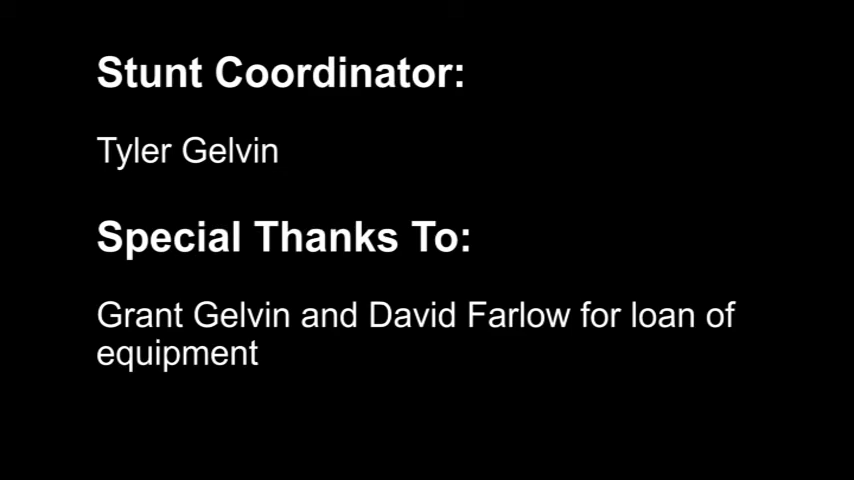 Stunt Coordinator:
Tyler Gelvin
Special Thanks To:
Grant Gelvin and David Farlow for loan of
equipment